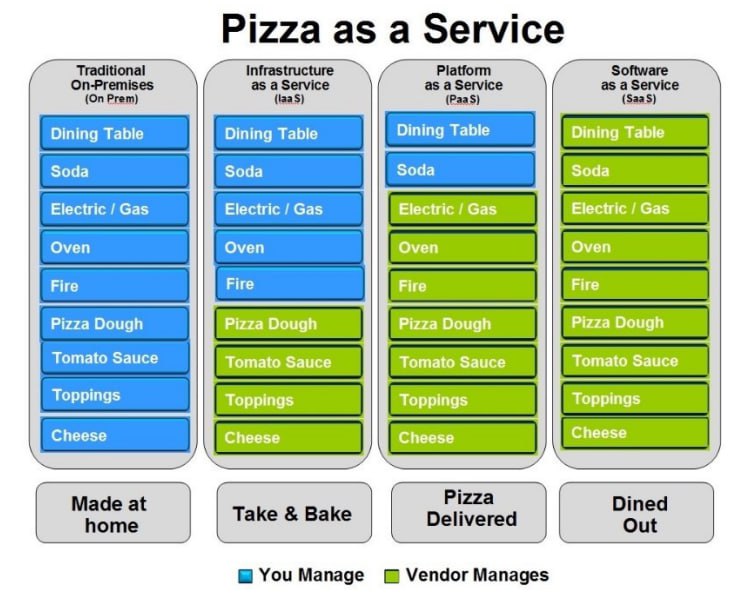 Pizza as a Service
Traditional
On-Premises
(On Prem)
Dining Table
Soda
Electric / Gas
Oven
Fire
Pizza Dough
Tomato Sauce
Toppings
Cheese
Made at
home
Infrastructure
as a Service
(IaaS)
Dining Table
Soda
Electric / Gas
Oven
Fire
Pizza Dough
Tomato Sauce
Toppings
Cheese
Take & Bake
Platform
as a Service
(PaaS)
Dining Table
Soda
Electric / Gas
Oven
Fire
Pizza Dough
Tomato Sauce
Toppings
Cheese
Pizza
Delivered
Software
as a Service
(SaaS)
Dining Table
Soda
Electric / Gas
Oven
Fire
Pizza Dough
Tomato Sauce
Toppings
Cheese
Dined
Out
You Manage
Vendor Manages